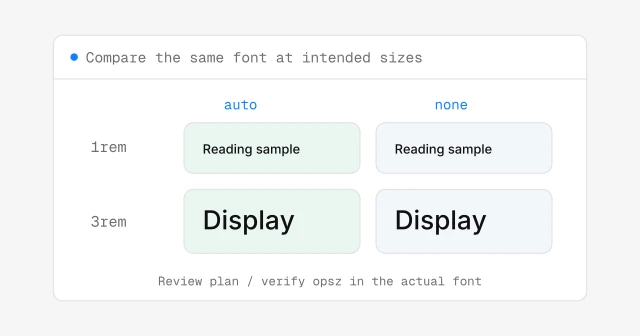 Compare the same font at intended sizes
auto none
1rem Reading sample Reading sample
3rem Display Display
Review plan / verify opsz in the actual font